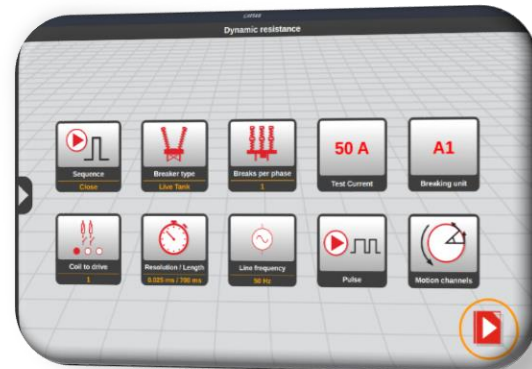 Dynamic resistance
50 A
A1
Sequence
Close
Breaker type
Live Tank
Breaks per phase
1
Test Current
Breaking unit
Coil to drive
1
Resolution / Length
0.025 ms / 700 ms
Line frequency
50 Hz
Pulse
Motion channels